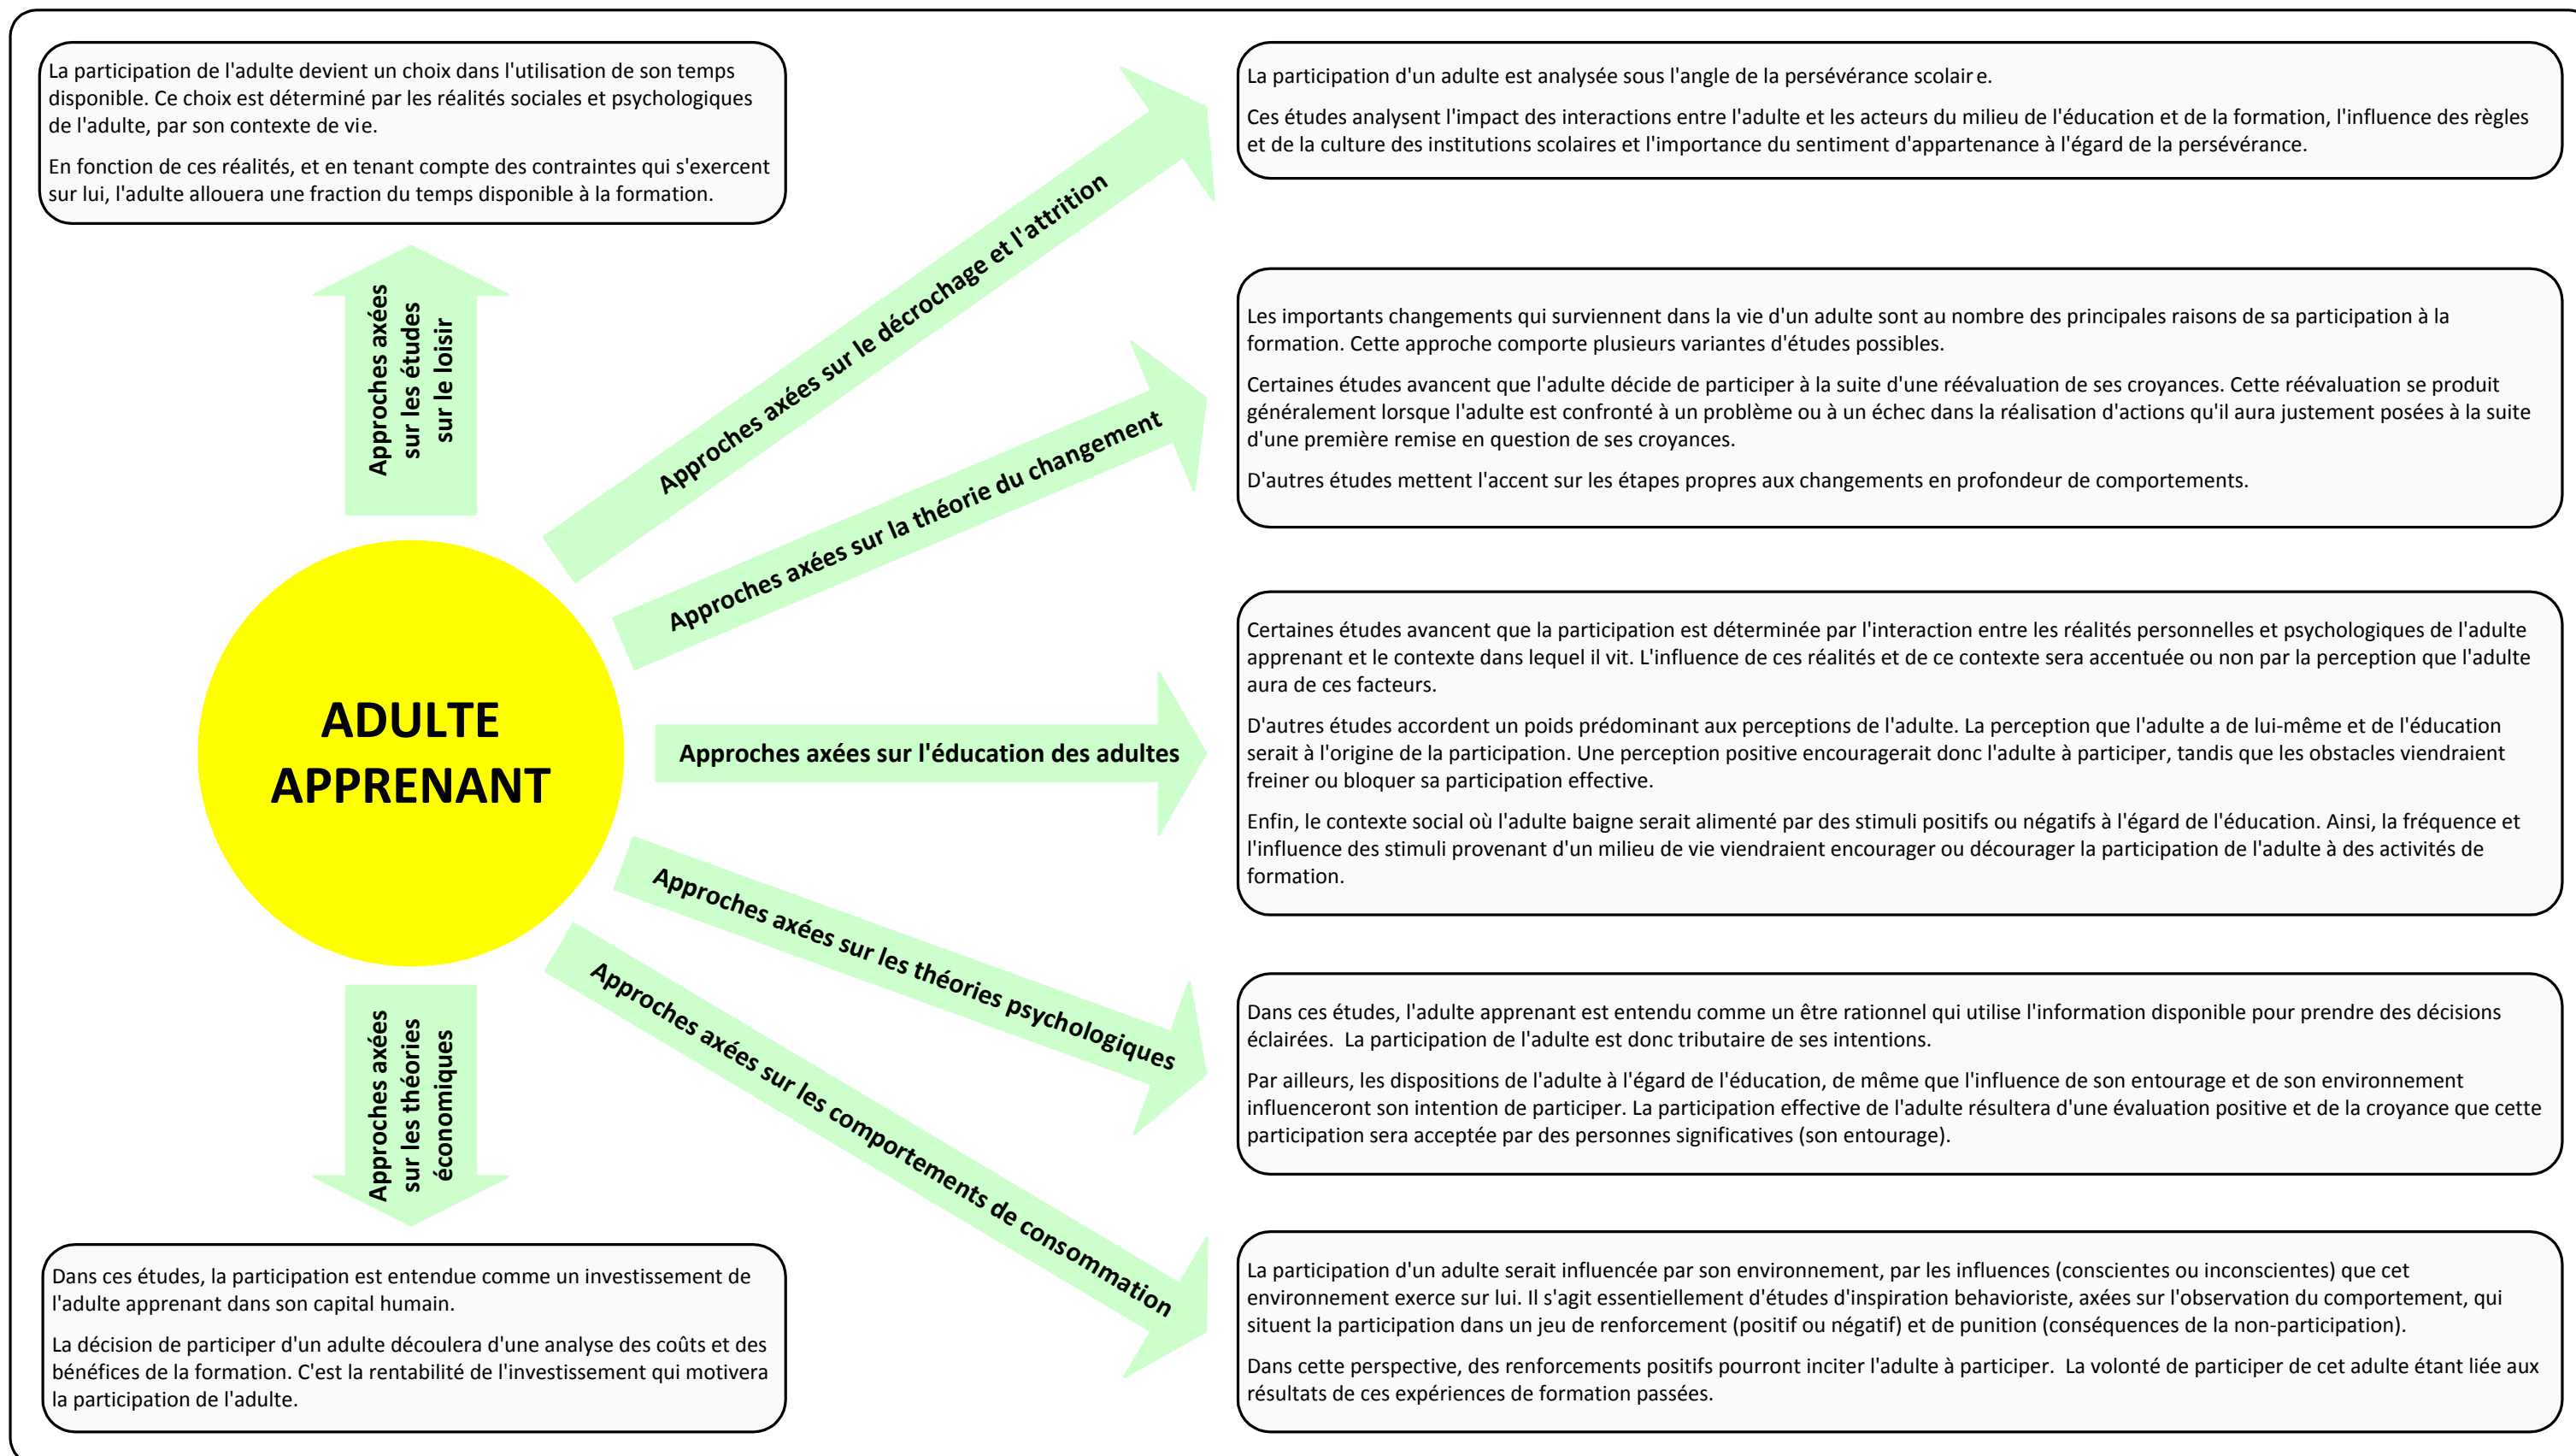 La participation de l'adulte devient un choix dans l'utilisation de son temps
disponible. Ce choix est déterminé par les réalités sociales et psychologiques
de l'adulte, par son contexte de vie.
En fonction de ces réalités, et en tenant compte des contraintes qui s'exercent
sur lui, l'adulte allouera une fraction du temps disponible à la formation.
Approches axées
sur les études
sur le loisir
ADULTE
APPRENANT
Approches axées
sur les théories
économiques
Dans ces études, la participation est entendue comme un investissement de
l'adulte apprenant dans son capital humain.
La décision de participer d'un adulte découlera d'une analyse des coûts et des
bénéfices de la formation. C'est la rentabilité de l'investissement qui motivera
la participation de l'adulte.
Approches axées sur le décrochage et l'attrition
La participation d'un adulte est analysée sous l'angle de la persévérance scolaire.
Ces études analysent l'impact des interactions entre l'adulte et les acteurs du milieu de l'éducation et de la formation, l'influence des règles
et de la culture des institutions scolaires et l'importance du sentiment d'appartenance à l'égard de la persévérance.
Approches axées sur la théorie du changement
Les importants changements qui surviennent dans la vie d'un adulte sont au nombre des principales raisons de sa participation à la
formation. Cette approche comporte plusieurs variantes d'études possibles.
Certaines études avancent que l'adulte décide de participer à la suite d'une réévaluation de ses croyances. Cette réévaluation se produit
généralement lorsque l'adulte est confronté à un problème ou à un échec dans la réalisation d'actions qu'il aura justement posées à la suite
d'une première remise en question de ses croyances.
D'autres études mettent l'accent sur les étapes propres aux changements en profondeur de comportements.
Approches axées sur l'éducation des adultes
Certaines études avancent que la participation est déterminée par l'interaction entre les réalités personnelles et psychologiques de l'adulte
apprenant et le contexte dans lequel il vit. L'influence de ces réalités et de ce contexte sera accentuée ou non par la perception que l'adulte
aura de ces facteurs.
D'autres études accordent un poids prédominant aux perceptions de l'adulte. La perception que l'adulte a de lui-même et de l'éducation
serait à l'origine de la participation. Une perception positive encouragerait donc l'adulte à participer, tandis que les obstacles viendraient
freiner ou bloquer sa participation effective.
Enfin, le contexte social où l'adulte baigne serait alimenté par des stimuli positifs ou négatifs à l'égard de l'éducation. Ainsi, la fréquence et
l'influence des stimuli provenant d'un milieu de vie viendraient encourager ou décourager la participation de l'adulte à des activités de
formation.
Approches axées sur les théories psychologiques
Dans ces études, l'adulte apprenant est entendu comme un être rationnel qui utilise l'information disponible pour prendre des décisions
éclairées. La participation de l'adulte est donc tributaire de ses intentions.
Par ailleurs, les dispositions de l'adulte à l'égard de l'éducation, de même que l'influence de son entourage et de son environnement
influenceront son intention de participer. La participation effective de l'adulte résultera d'une évaluation positive et de la croyance que cette
participation sera acceptée par des personnes significatives (son entourage).
Approches axées sur les comportements de consommation
La participation d'un adulte serait influencée par son environnement, par les influences (conscientes ou inconscientes) que cet
environnement exerce sur lui. Il s'agit essentiellement d'études d'inspiration behavioriste, axées sur l'observation du comportement, qui
situent la participation dans un jeu de renforcement (positif ou négatif) et de punition (conséquences de la non-participation).
Dans cette perspective, des renforcements positifs pourront inciter l'adulte à participer. La volonté de participer de cet adulte étant liée aux
résultats de ces expériences de formation passées.